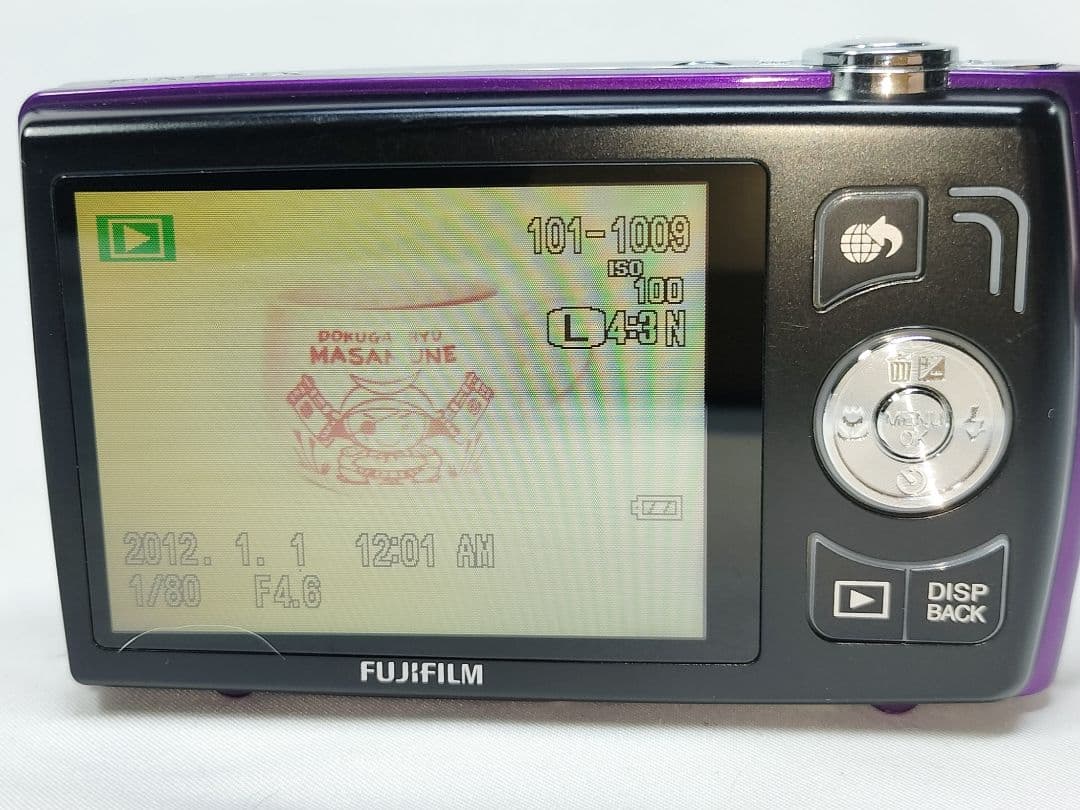 101-1009
ISO
100
L 4:3 N
MASAMUNE
2012. 1. 1 12:01 AM
1/80 F4.6
MENU
OK
DISP
BACK
FUJIFILM